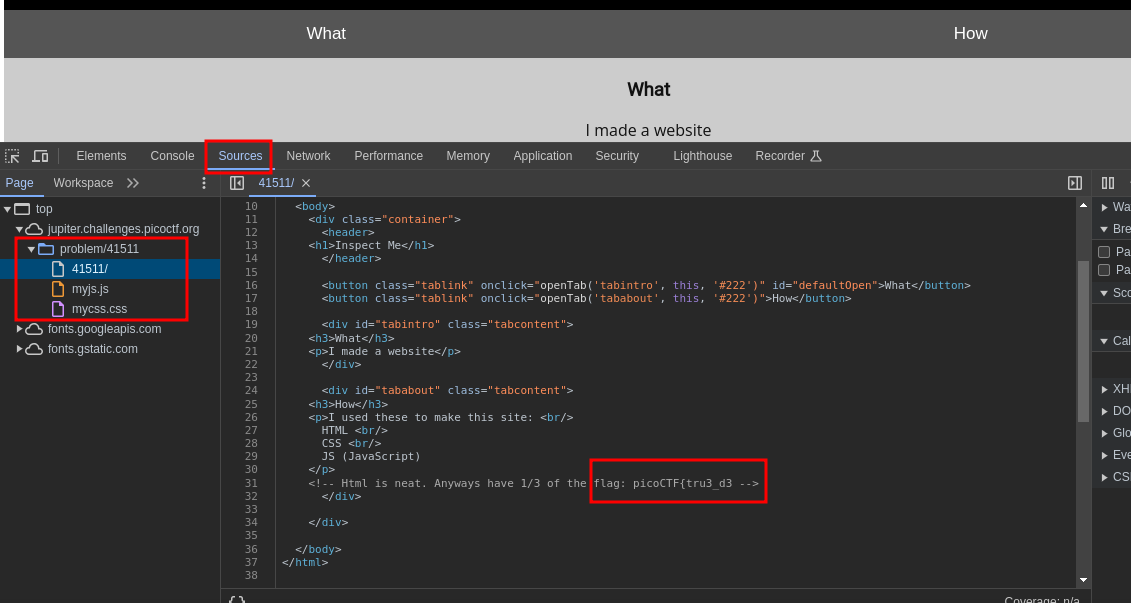 What How
What
I made a website
Elements Console Sources Network Performance Memory Application Security Lighthouse Recorder
Page Workspace 41511/
top
jupiter.challenges.picoctf.org
problem/41511
41511/
myjs.js
mycss.css
fonts.googleapis.com
fonts.gstatic.com
10 <body>
11 <div class="container">
12 <header>
13 <h1>Inspect Me</h1>
14 </header>
15
16 <button class="tablink" onclick="openTab('tabintro', this, '#222')" id="defaultOpen">What</button>
17 <button class="tablink" onclick="openTab('tababout', this, '#222')">How</button>
18
19 <div id="tabintro" class="tabcontent">
20 <h3>What</h3>
21 <p>I made a website</p>
22 </div>
23
24 <div id="tababout" class="tabcontent">
25 <h3>How</h3>
26 <p>I used these to make this site: <br/>
27 HTML <br/>
28 CSS <br/>
29 JS (JavaScript)
30 </p>
31 <!-- Html is neat. Anyways have 1/3 of the flag: picoCTF{tru3_d3 -->
32 </div>
33
34 </div>
35
36 </body>
37 </html>
38
{}
Coverage: n/a
Wa
Bre
Pa
Pa
Sco
Cal
XH
DO
Glo
Eve
CS